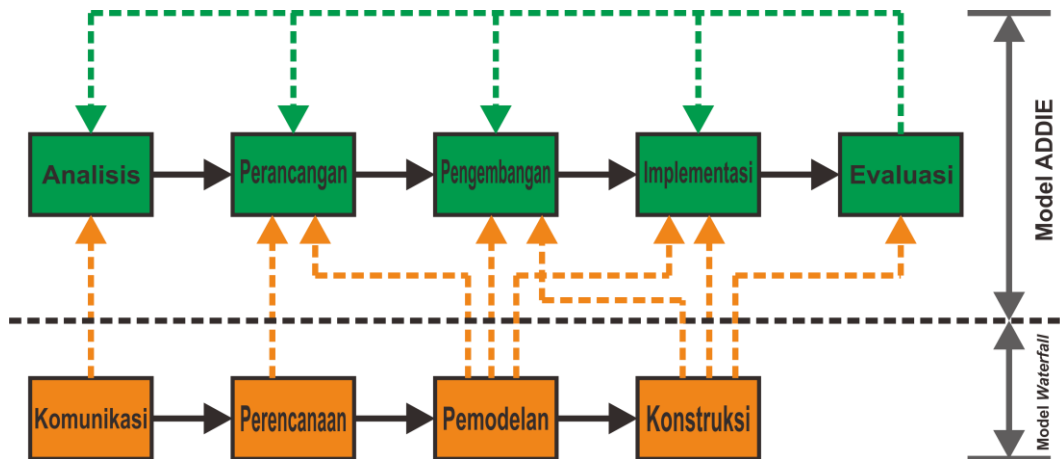 Analisis
Perancangan
Pengembangan
Implementasi
Evaluasi
Model ADDIE
Komunikasi
Perencanaan
Pemodelan
Konstruksi
Model Waterfall